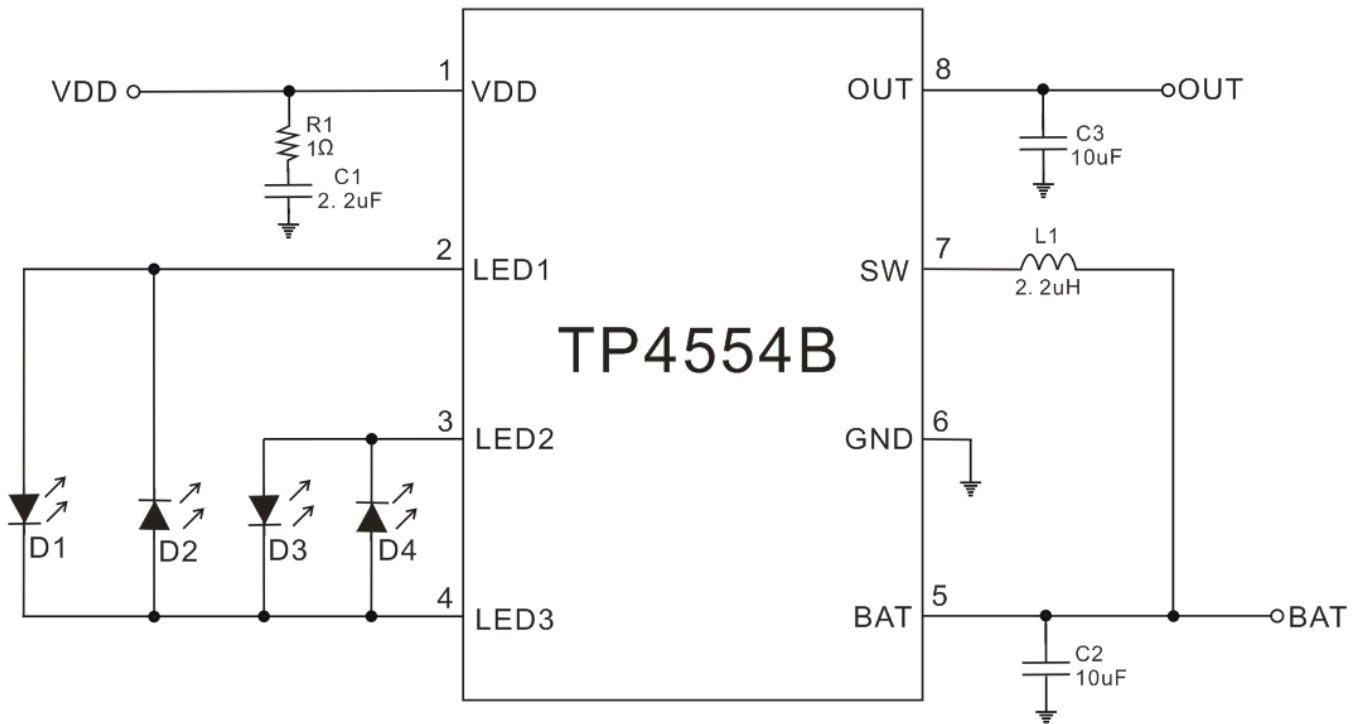 1
8
VDD
VDD
OUT
OUT
R1
1Ω
C3
10uF
C1
2. 2uF
2
7
L1
LED1
SW
2. 2uH
TP4554B
3
6
LED2
GND
D1
D2
D3
D4
4
5
LED3
BAT
BAT
C2
10uF